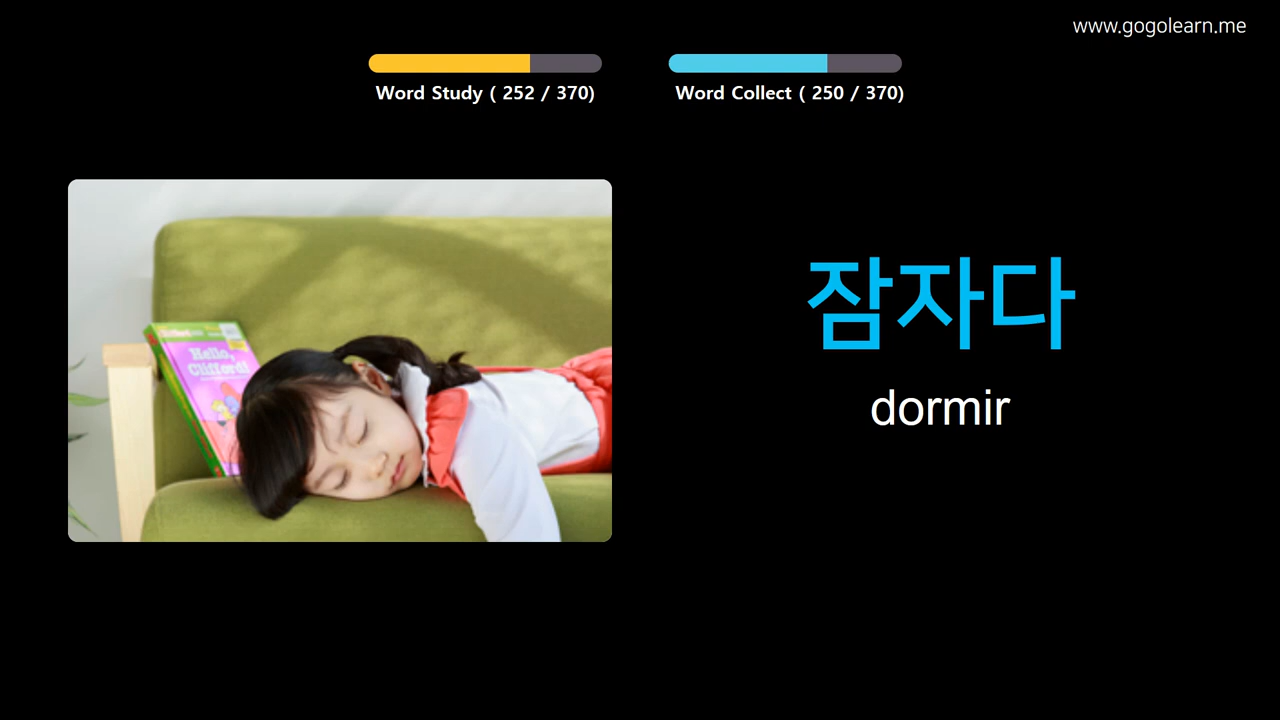 www.gogolearn.me
Word Study ( 252 / 370)
Word Collect ( 250 / 370)
Hello,
Clifford!
잠자다
dormir